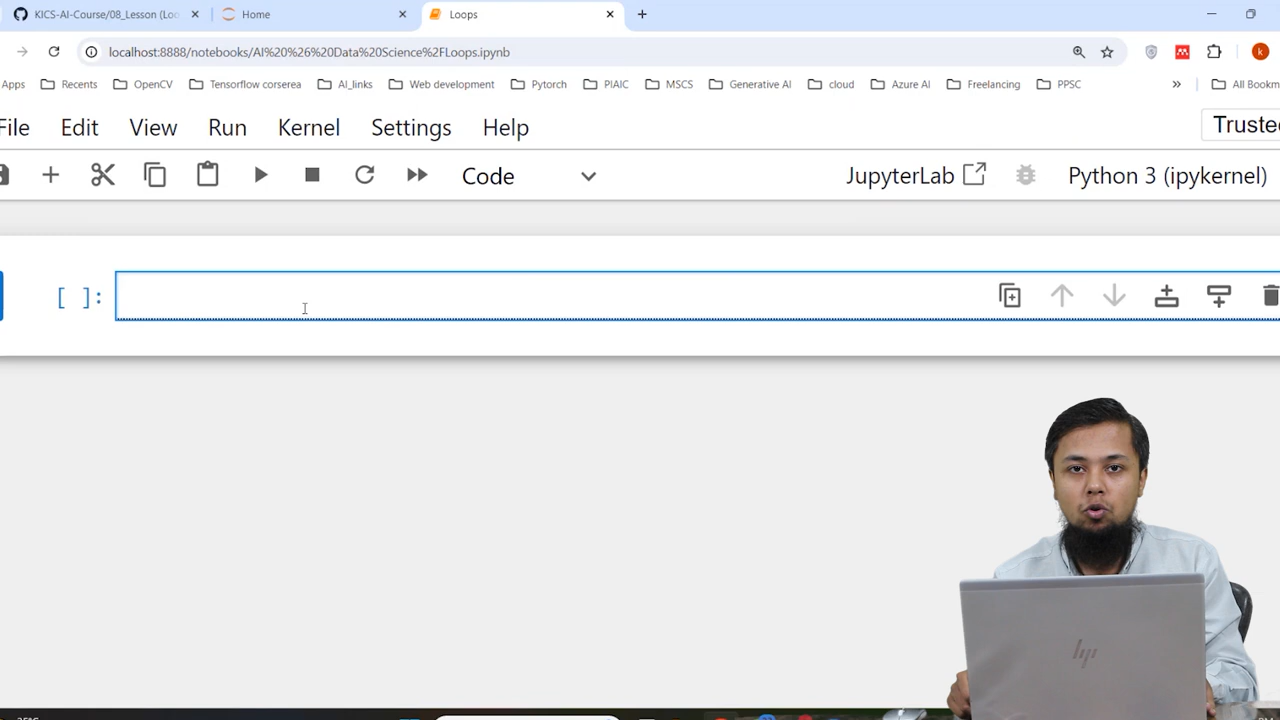 KICS-AI-Course/08_Lesson (Loo
Home
Loops
localhost:8888/notebooks/AI%20%26%20Data%20Science%2FLoops.ipynb
k
Apps
Recents
OpenCV
Tensorflow corserea
AI_links
Web development
Pytorch
PIAIC
MSCS
Generative AI
cloud
Azure AI
Freelancing
PPSC
»
All Bookm
File
Edit
View
Run
Kernel
Settings
Help
Truste
Code
JupyterLab
Python 3 (ipykernel)
[ ]:
hp